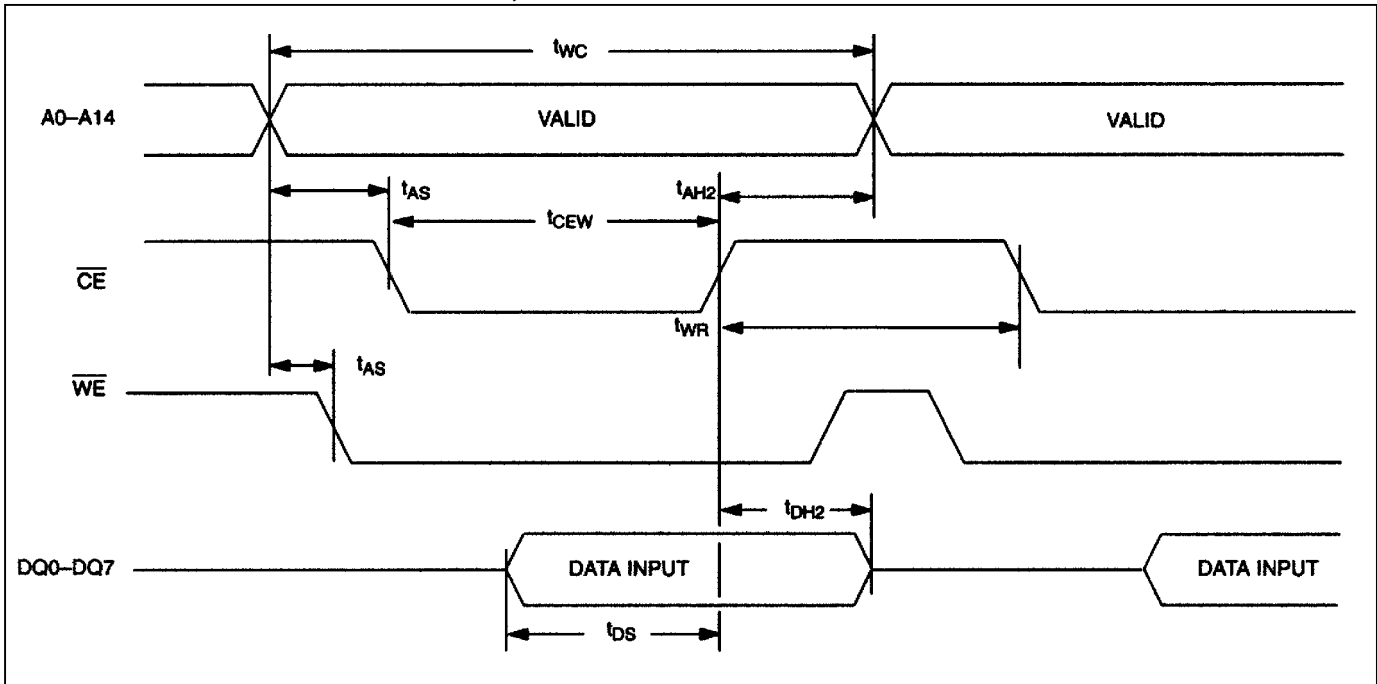 tWC
A0–A14
VALID
VALID
tAS
tAH2
tCEW
CE
tWR
tAS
WE
tDH2
DQ0–DQ7
DATA INPUT
DATA INPUT
tDS